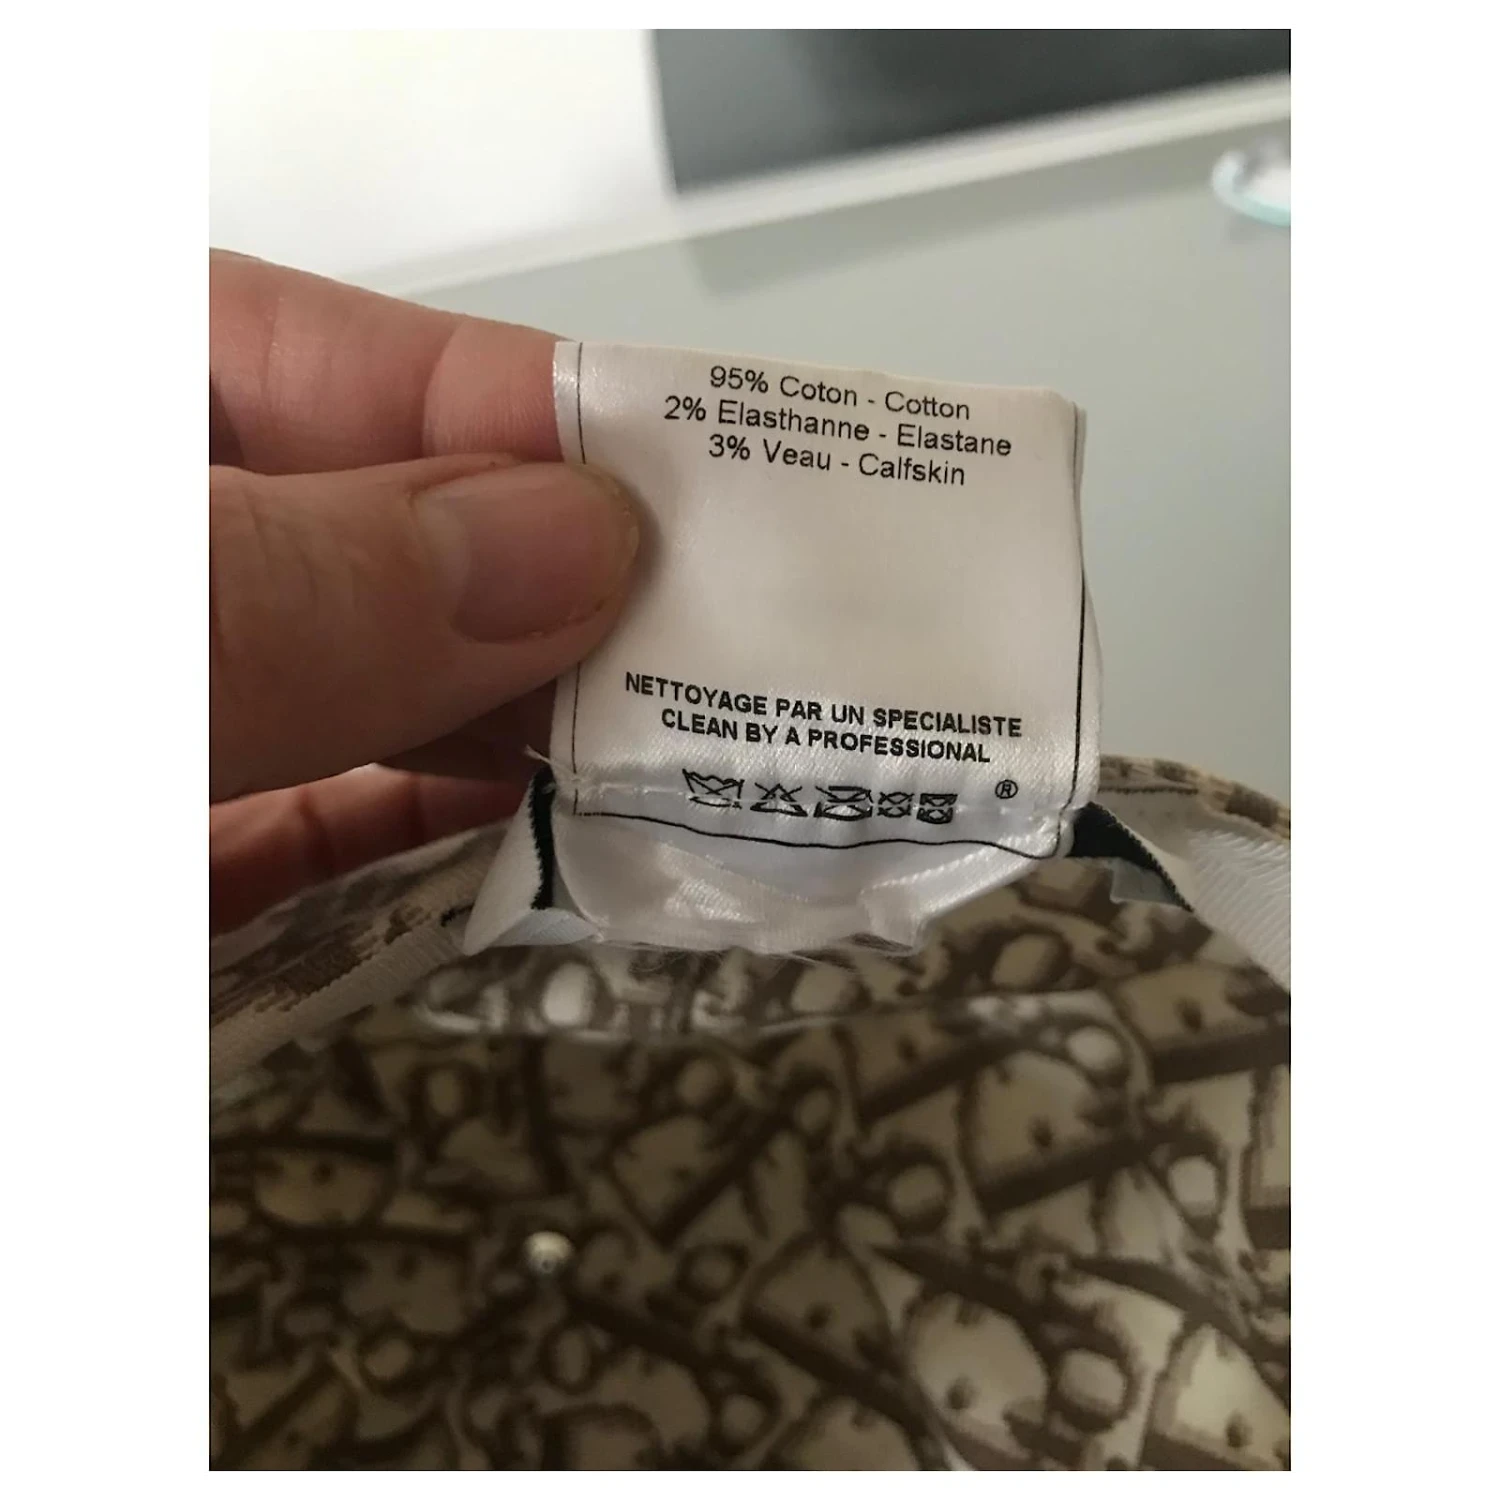 95% Coton - Cotton
2% Elasthanne - Elastane
3% Veau - Calfskin
NETTOYAGE PAR UN SPECIALISTE
CLEAN BY A PROFESSIONAL
®